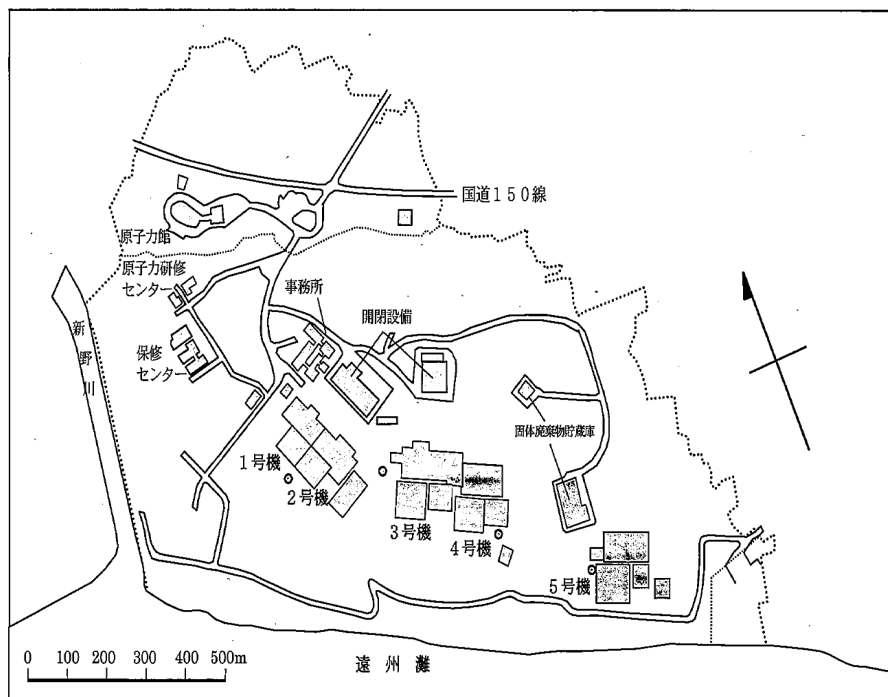 国道150線
原子力館
原子力研修
センター
事務所
開閉設備
新野川
保修
センター
固体廃棄物貯蔵庫
1号機
2号機
3号機
4号機
5号機
0 100 200 300 400 500m
遠州灘